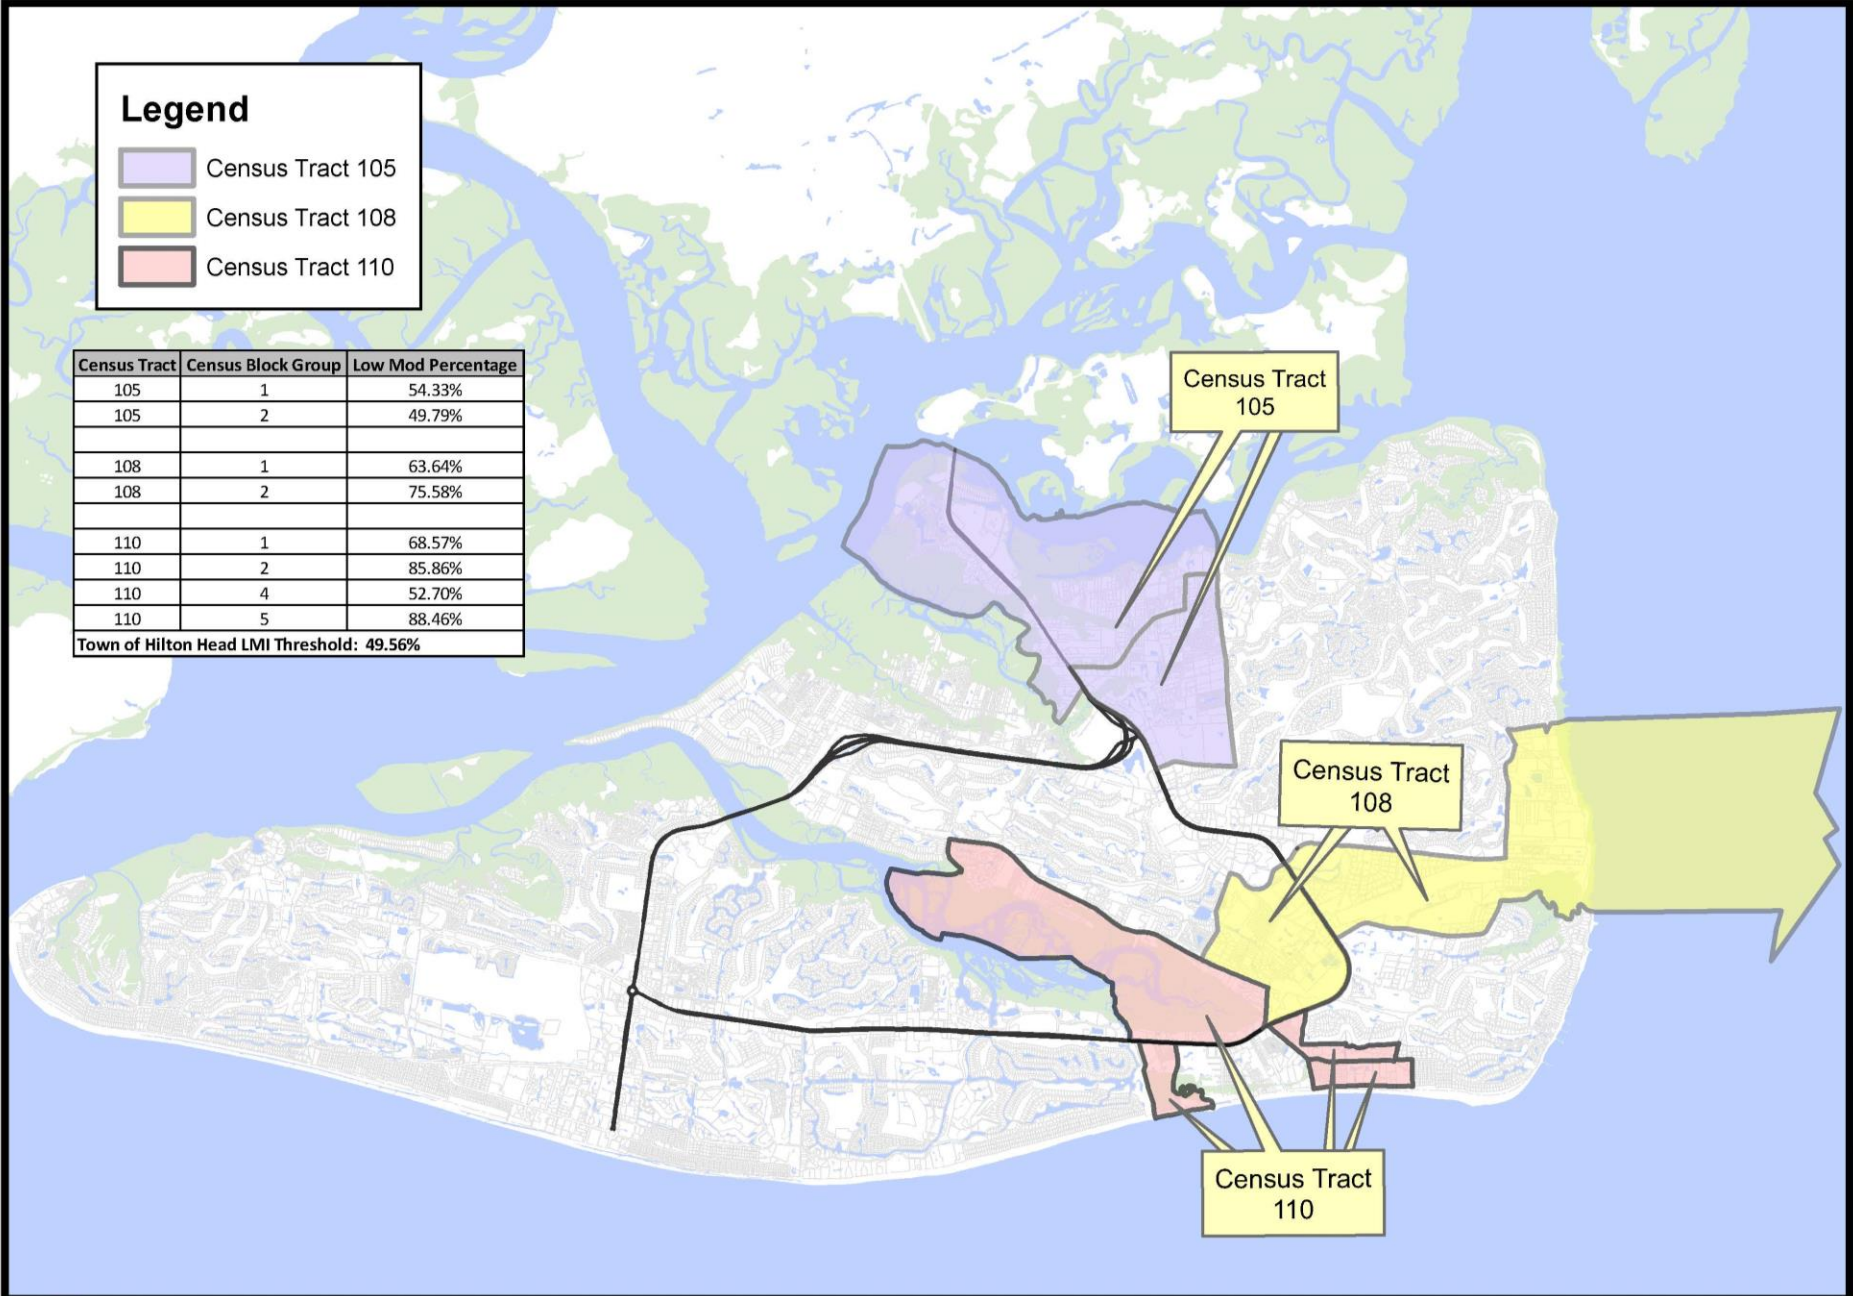 Legend
Census Tract 105
Census Tract 108
Census Tract 110
Census Tract Census Block Group Low Mod Percentage
105 1 54.33%
105 2 49.79%
108 1 63.64%
108 2 75.58%
110 1 68.57%
110 2 85.86%
110 4 52.70%
110 5 88.46%
Town of Hilton Head LMI Threshold: 49.56%
Census Tract
105
Census Tract
108
Census Tract
110